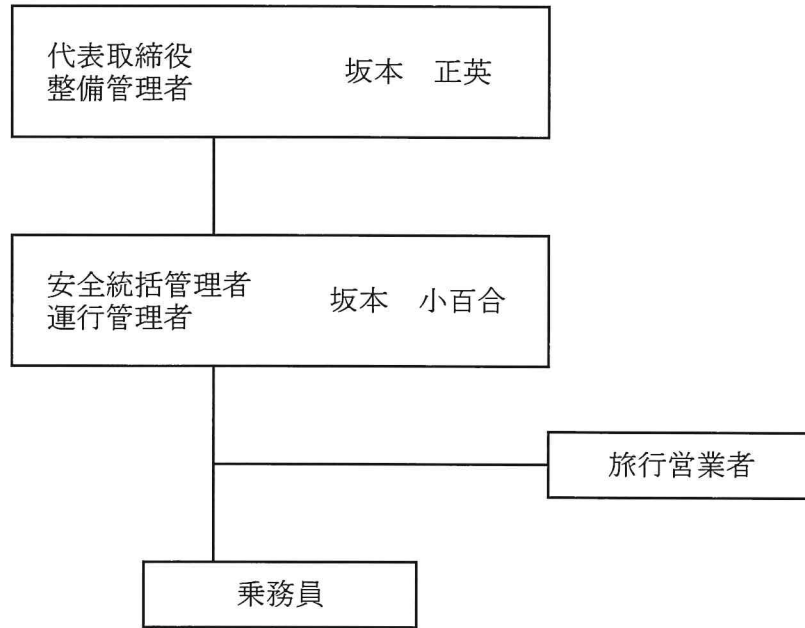 代表取締役
整備管理者
坂本　正英
安全統括管理者
運行管理者
坂本　小百合
旅行営業者
乗務員